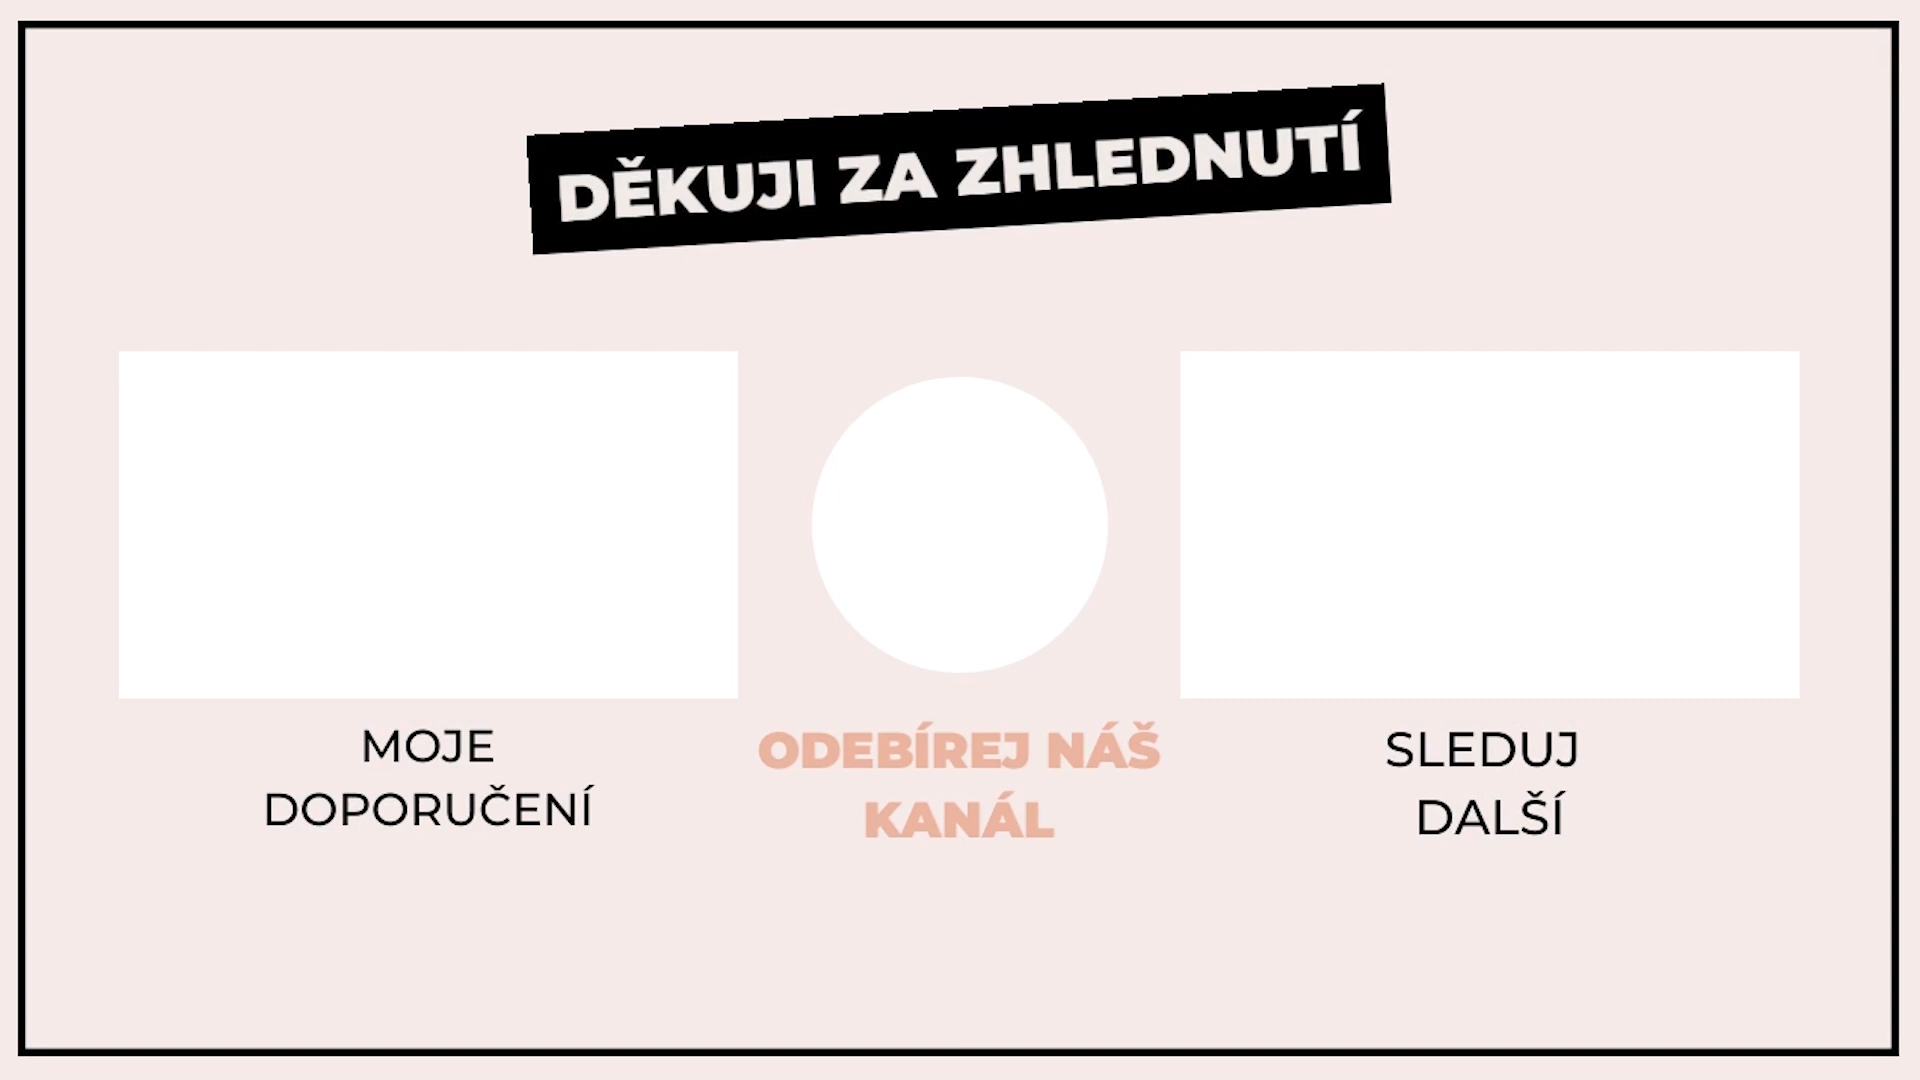 DĚKUJI ZA ZHLEDNUTÍ
MOJE
DOPORUČENÍ
ODEBÍREJ NÁŠ
KANÁL
SLEDUJ
DALŠÍ